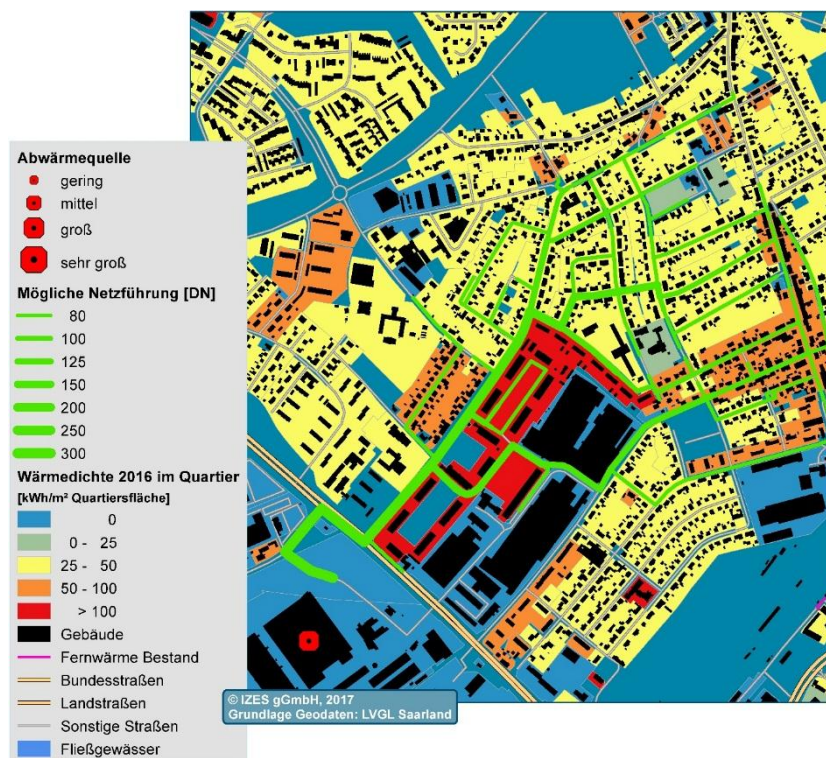 Abwärmequelle
gering
mittel
groß
sehr groß
Mögliche Netzführung [DN]
80
100
125
150
200
250
300
Wärmedichte 2016 im Quartier
[kWh/m² Quartiersfläche]
0
0 - 25
25 - 50
50 - 100
> 100
Gebäude
Fernwärme Bestand
Bundesstraßen
Landstraßen
Sonstige Straßen
Fließgewässer
© IZES gGmbH, 2017
Grundlage Geodaten: LVGL Saarland